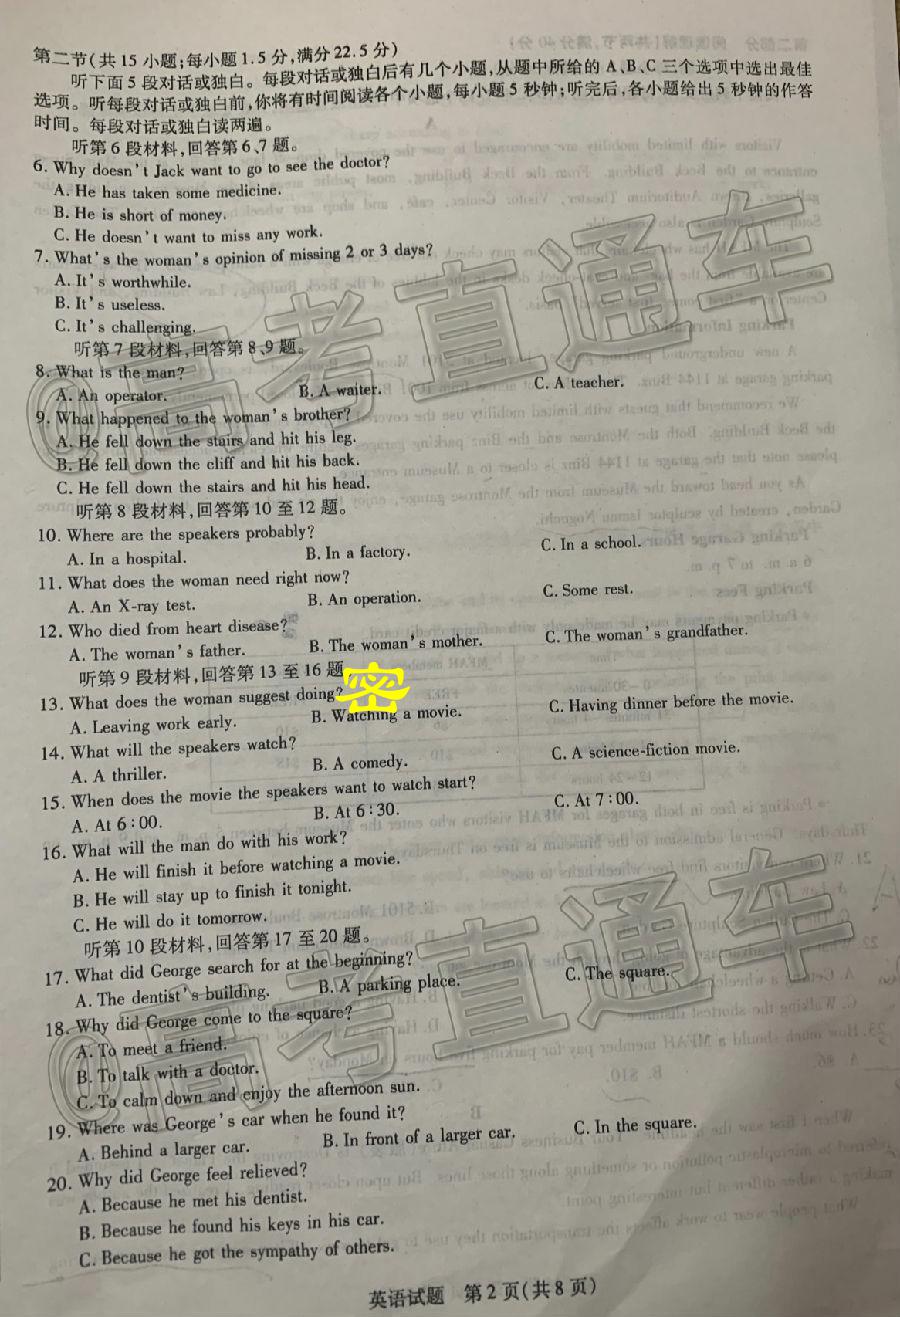 第二节(共15小题;每小题1.5分,满分22.5分)
听下面5段对话或独白。每段对话或独白后有几个小题,从题中所给的A、B、C三个选项中选出最佳
选项。听每段对话或独白前,你将有时间阅读各个小题,每小题5秒钟;听完后,各小题给出5秒钟的作答
时间。每段对话或独白读两遍。
听第6段材料,回答第6、7题。
6. Why doesn't Jack want to go to see the doctor?
A. He has taken some medicine.
B. He is short of money.
C. He doesn't want to miss any work.
7. What's the woman's opinion of missing 2 or 3 days?
A. It's worthwhile.
B. It's useless.
C. It's challenging.
听第7段材料,回答第8、9题。
8. What is the man?
A. An operator. B. A waiter. C. A teacher.
9. What happened to the woman's brother?
A. He fell down the stairs and hit his leg.
B. He fell down the cliff and hit his back.
C. He fell down the stairs and hit his head.
听第8段材料,回答第10至12题。
10. Where are the speakers probably?
A. In a hospital. B. In a factory. C. In a school.
11. What does the woman need right now?
A. An X-ray test. B. An operation. C. Some rest.
12. Who died from heart disease?
A. The woman's father. B. The woman's mother. C. The woman's grandfather.
听第9段材料,回答第13至16题
密
13. What does the woman suggest doing?
A. Leaving work early. B. Watching a movie. C. Having dinner before the movie.
14. What will the speakers watch?
A. A thriller. B. A comedy. C. A science-fiction movie.
15. When does the movie the speakers want to watch start?
A. At 6:00. B. At 6:30. C. At 7:00.
16. What will the man do with his work?
A. He will finish it before watching a movie.
B. He will stay up to finish it tonight.
C. He will do it tomorrow.
听第10段材料,回答第17至20题。
17. What did George search for at the beginning?
A. The dentist's building. B. A parking place. C. The square.
18. Why did George come to the square?
A. To meet a friend.
B. To talk with a doctor.
C. To calm down and enjoy the afternoon sun.
19. Where was George's car when he found it?
A. Behind a larger car. B. In front of a larger car. C. In the square.
20. Why did George feel relieved?
A. Because he met his dentist.
B. Because he found his keys in his car.
C. Because he got the sympathy of others.
英语试题 第2页(共8页)
@高考直通车
@高考直通车